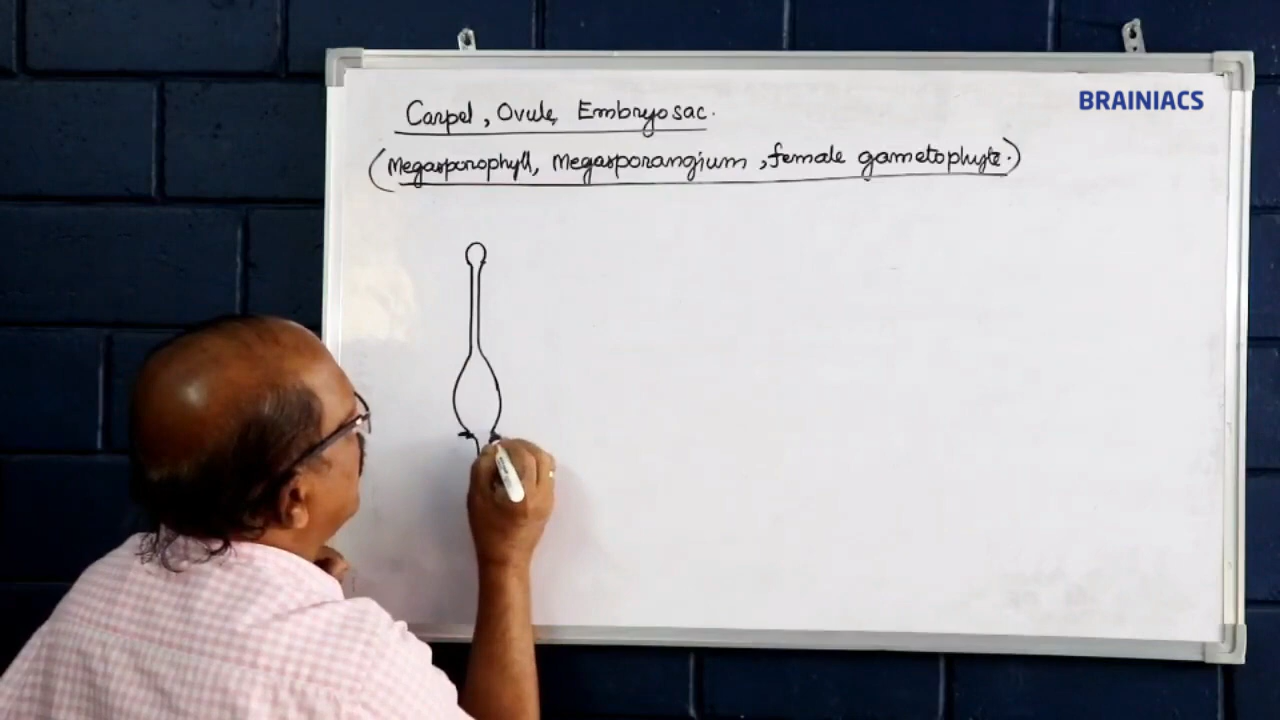 BRAINIACS
Carpel, Ovule, Embryosac.
(Megasporophyll, Megasporangium, female gametophyte.)